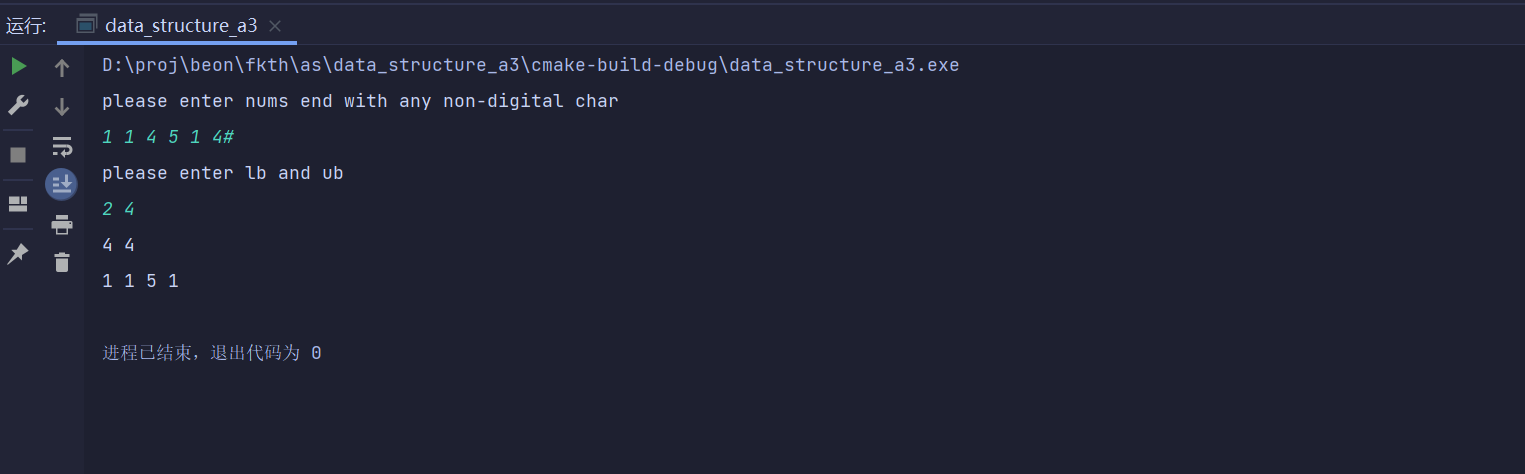 运行: data_structure_a3
D:\proj\beon\fkth\as\data_structure_a3\cmake-build-debug\data_structure_a3.exe
please enter nums end with any non-digital char
1 1 4 5 1 4#
please enter lb and ub
2 4
4 4
1 1 5 1
进程已结束，退出代码为 0